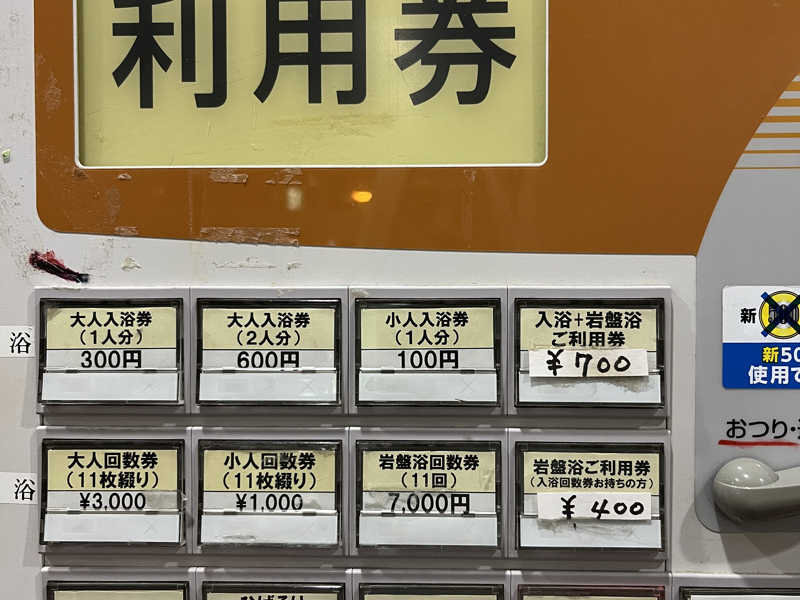 利用券
浴
大人入浴券
(1人分)
300円
大人入浴券
(2人分)
600円
小人入浴券
(1人分)
100円
入浴+岩盤浴
ご利用券
¥700
新
新50
使用で
おつり・
浴
大人回数券
(11枚綴り)
¥3,000
小人回数券
(11枚綴り)
¥1,000
岩盤浴回数券
(11回)
7,000円
岩盤浴ご利用券
(入浴回数券お持ちの方)
¥400